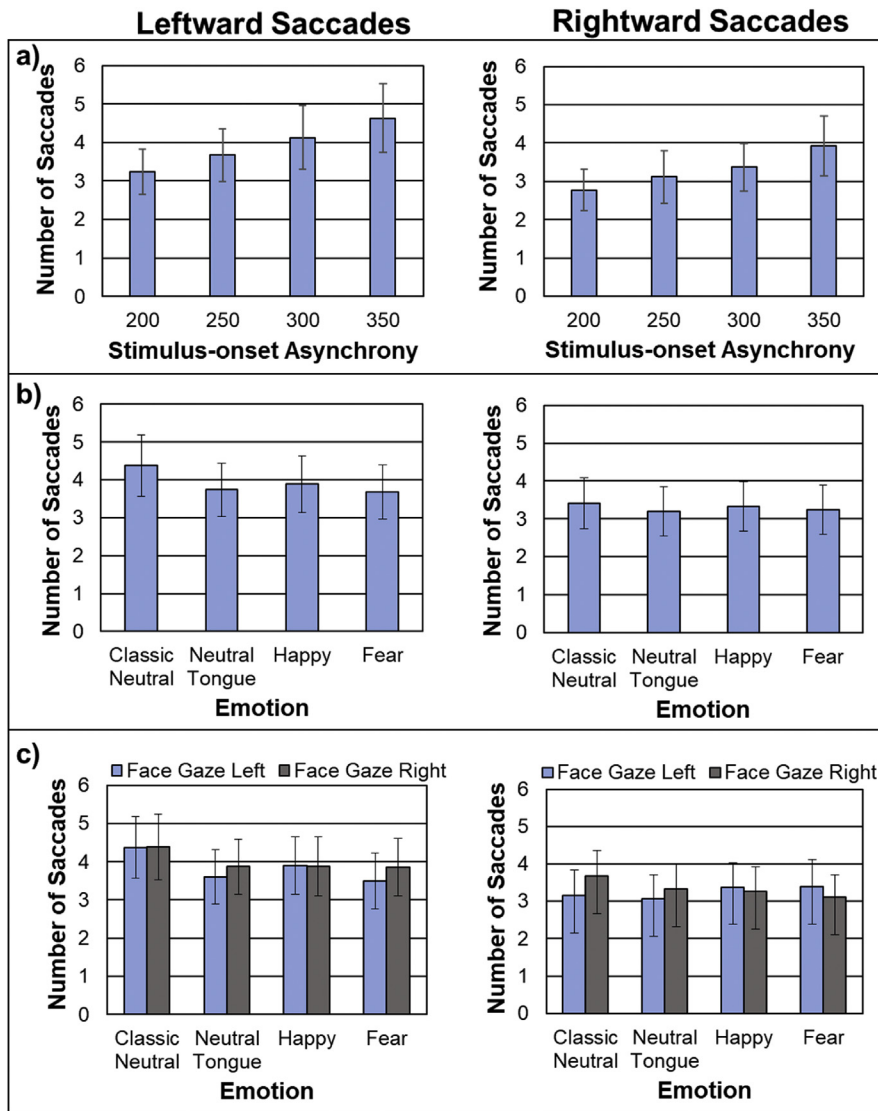 Leftward Saccades
Rightward Saccades
a)
Number of Saccades
6
5
4
3
2
1
0
200 250 300 350
Stimulus-onset Asynchrony
Number of Saccades
6
5
4
3
2
1
0
200 250 300 350
Stimulus-onset Asynchrony
b)
Number of Saccades
6
5
4
3
2
1
0
Classic Neutral Happy Fear
Neutral Tongue
Emotion
Number of Saccades
6
5
4
3
2
1
0
Classic Neutral Happy Fear
Neutral Tongue
Emotion
c)
Face Gaze Left Face Gaze Right
Number of Saccades
6
5
4
3
2
1
0
Classic Neutral Happy Fear
Neutral Tongue
Emotion
Face Gaze Left Face Gaze Right
Number of Saccades
6
5
4
3
2
1
0
Classic Neutral Happy Fear
Neutral Tongue
Emotion